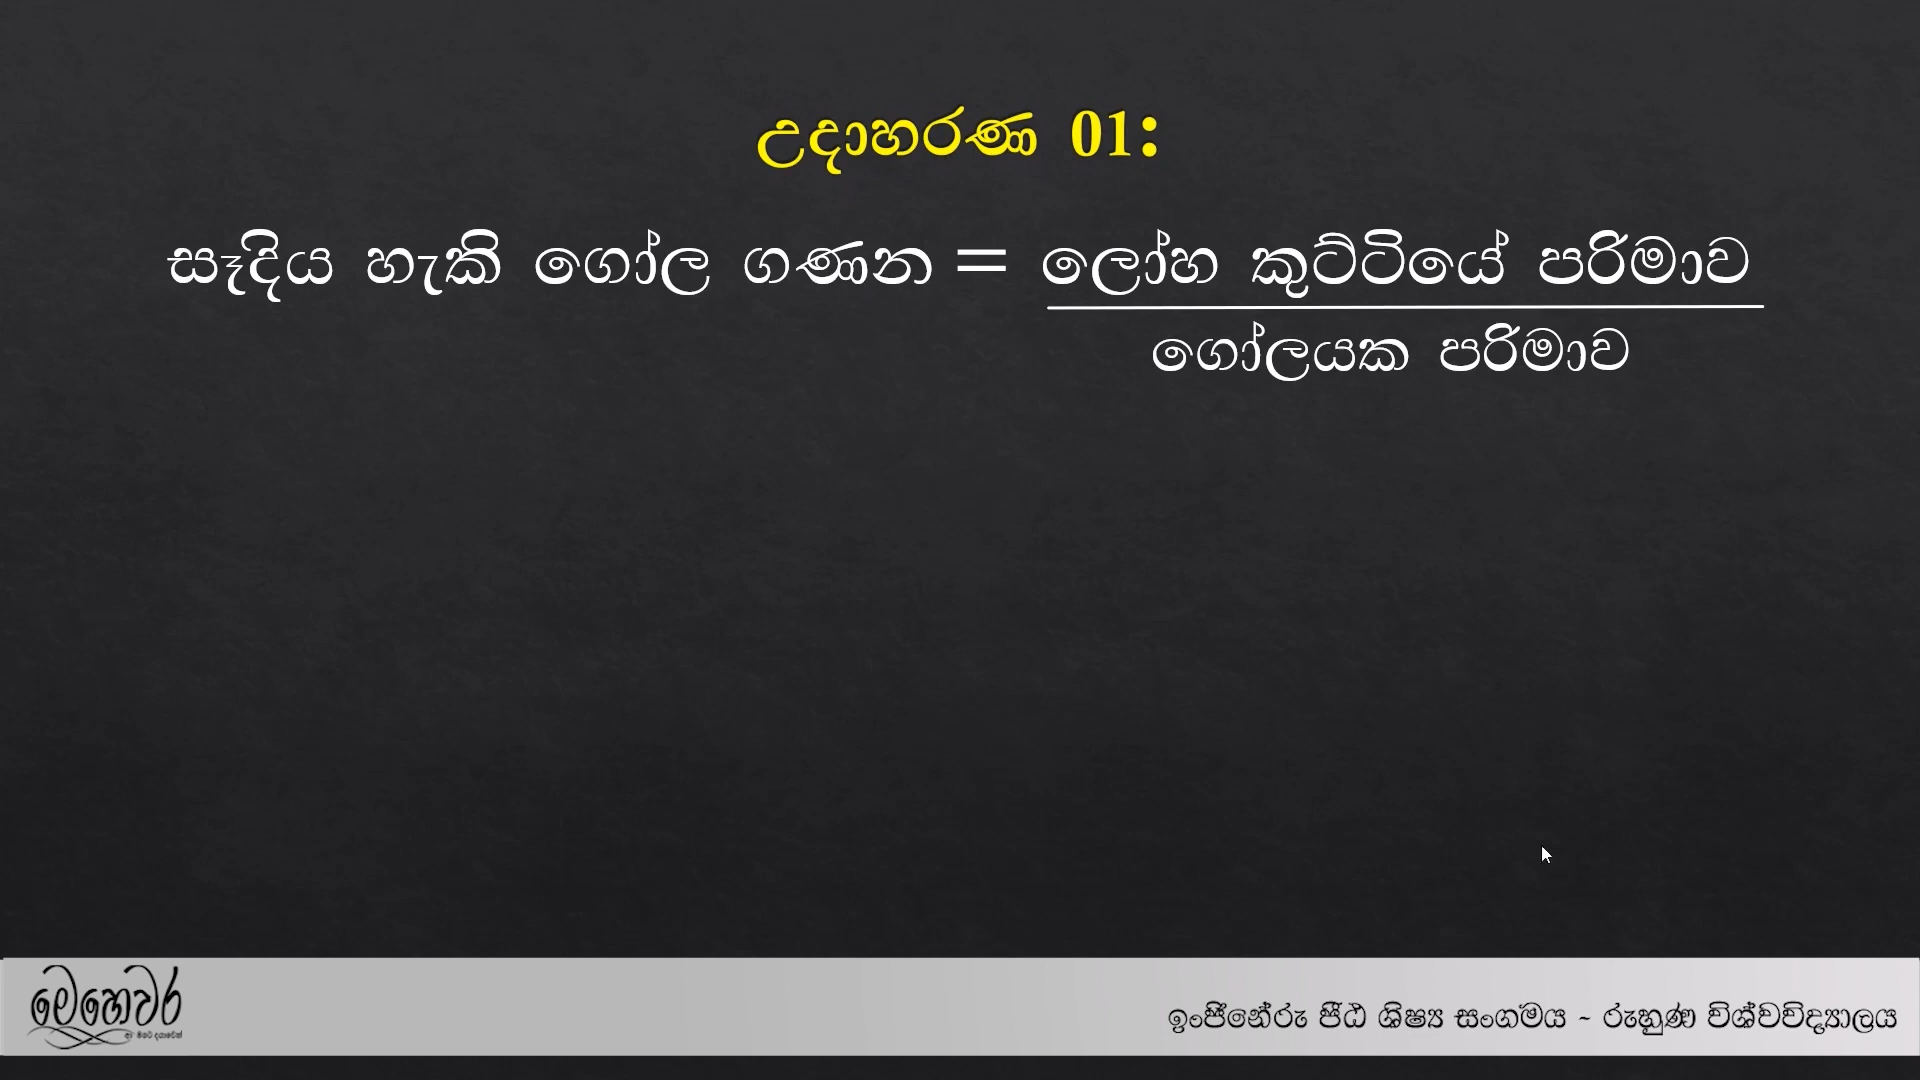 උදාහරණ 01:
සෑදිය හැකි ගෝල ගණන = ලෝහ කුට්ටියේ පරිමාව
ගෝලයක පරිමාව
මෙහෙවර
ඉංජිනේරු පීඨ ශිෂ්‍ය සංගමය ~ රුහුණ විශ්වවිද්‍යාලය